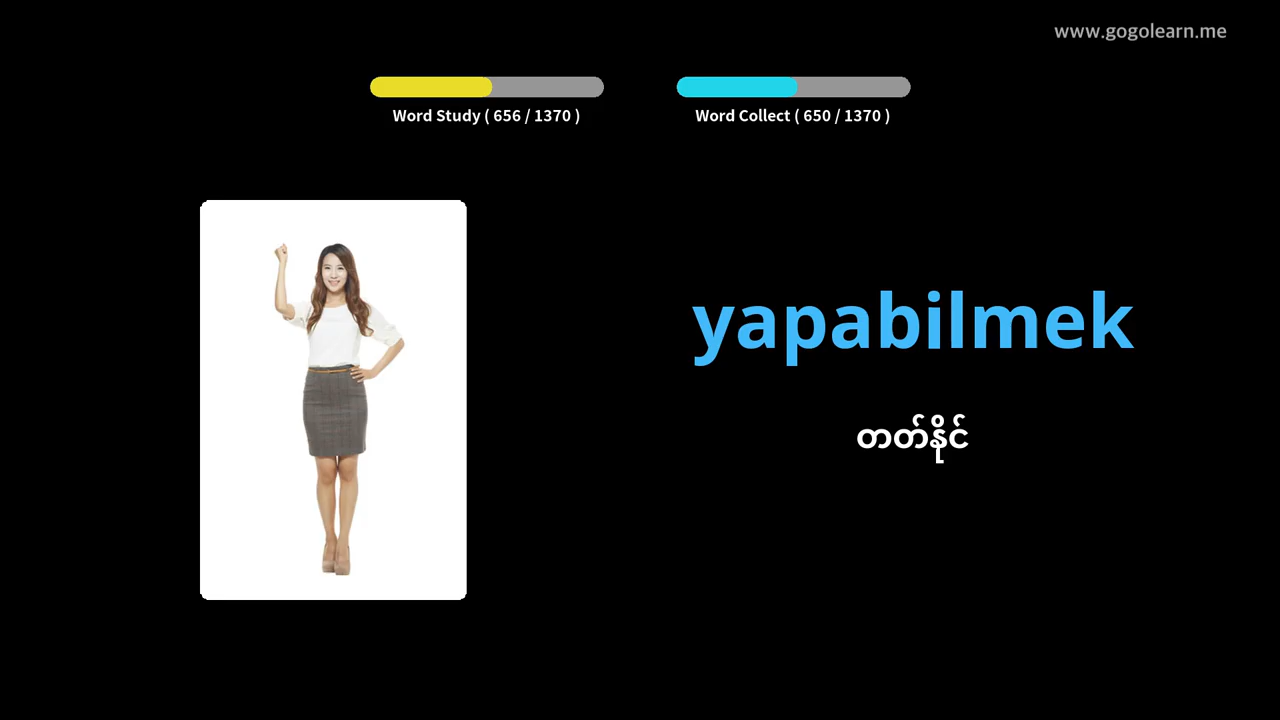 www.gogolearn.me
Word Study ( 656 / 1370 )
Word Collect ( 650 / 1370 )
yapabilmek
တတ်နိုင်